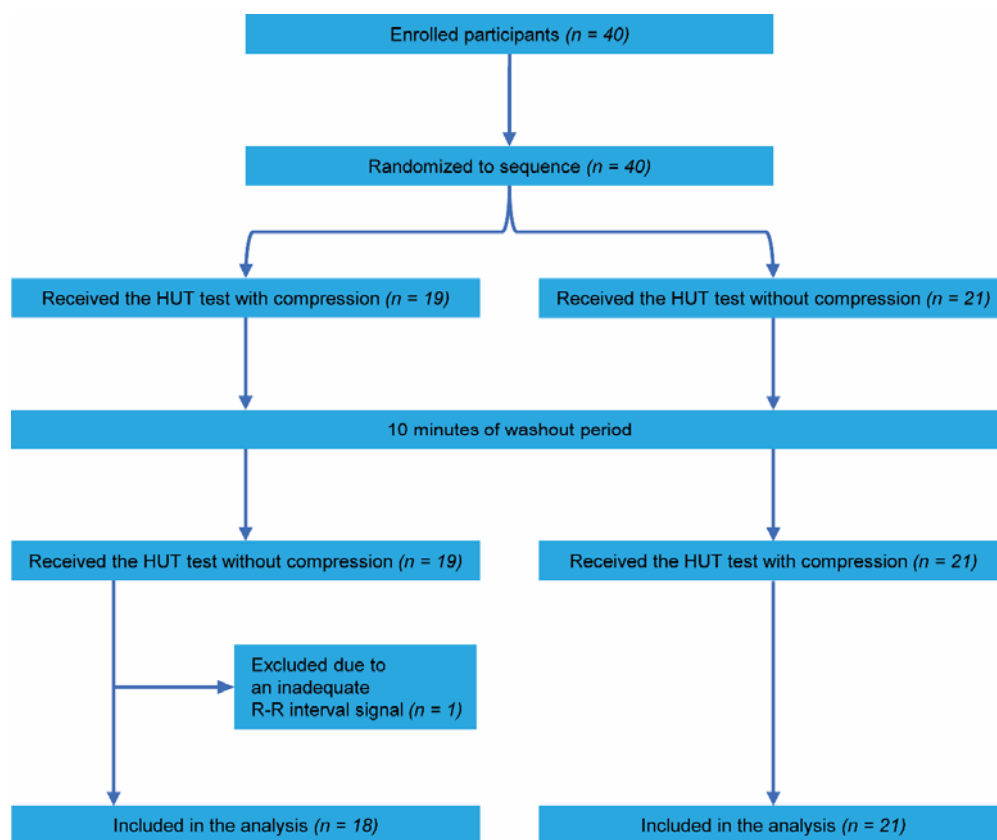 Enrolled participants (n = 40)
Randomized to sequence (n = 40)
Received the HUT test with compression (n = 19)
Received the HUT test without compression (n = 21)
10 minutes of washout period
Received the HUT test without compression (n = 19)
Received the HUT test with compression (n = 21)
Excluded due to
an inadequate
R-R interval signal (n = 1)
Included in the analysis (n = 18)
Included in the analysis (n = 21)